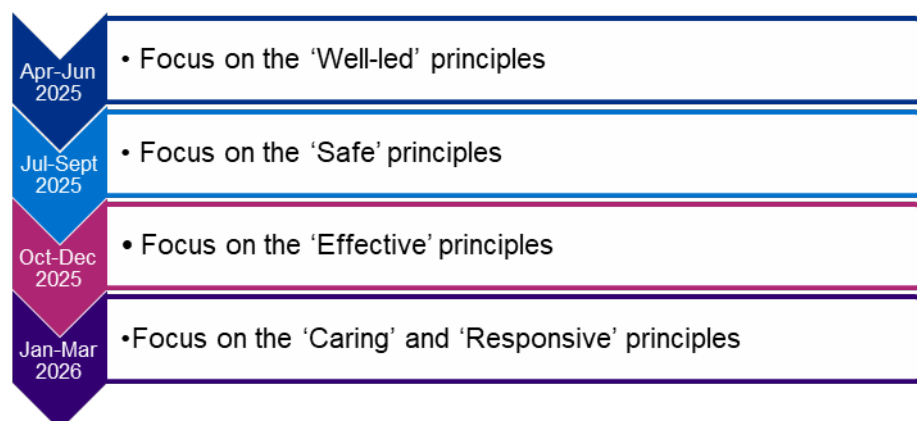 Apr-Jun
2025
• Focus on the ‘Well-led’ principles
Jul-Sept
2025
• Focus on the ‘Safe’ principles
Oct-Dec
2025
• Focus on the ‘Effective’ principles
Jan-Mar
2026
•Focus on the ‘Caring’ and ‘Responsive’ principles